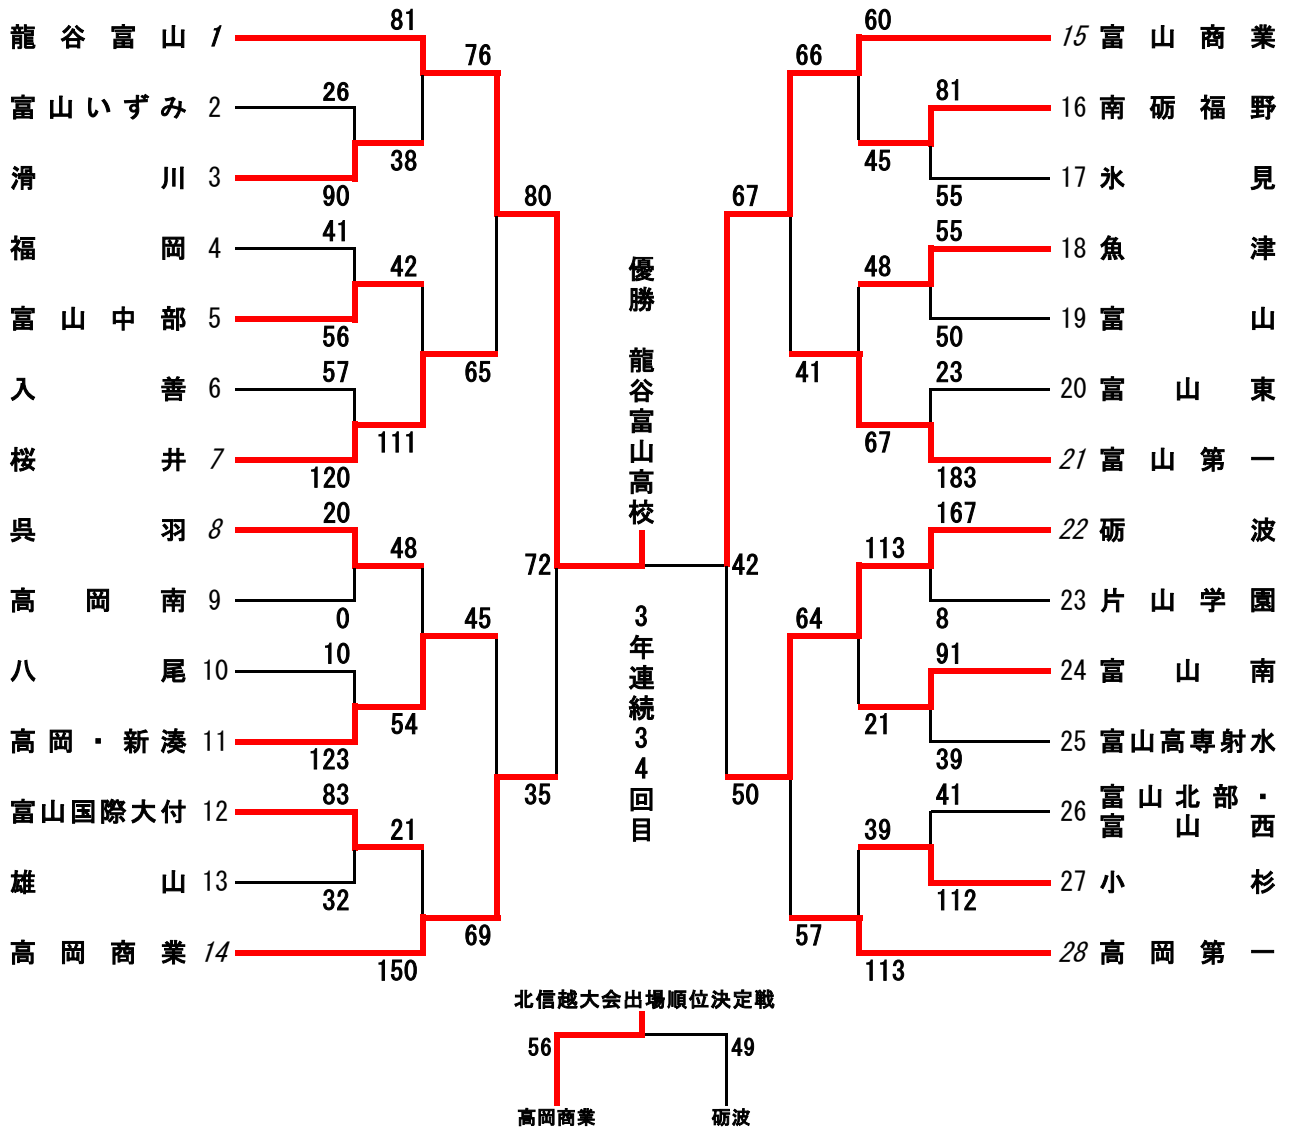 龍谷富山 1
富山いずみ 2
滑川 3
福岡 4
富山中部 5
入善 6
桜井 7
呉羽 8
高岡南 9
八尾 10
高岡・新湊 11
富山国際大付 12
雄山 13
高岡商業 14
81
26
38
90
41
42
56
57
111
120
20
48
0
10
54
123
83
21
32
150
76
65
45
69
80
35
72
優勝 龍谷富山高校
3年連続34回目
42
67
50
66
41
64
57
60
81
45
55
55
48
50
23
67
183
167
113
8
91
21
39
41
39
112
113
15 富山商業
16 南砺福野
17 氷見
18 魚津
19 富山
20 富山東
21 富山第一
22 砺波
23 片山学園
24 富山南
25 富山高専射水
26 富山北部・
富山西
27 小杉
28 高岡第一
北信越大会出場順位決定戦
56 49
高岡商業 砺波